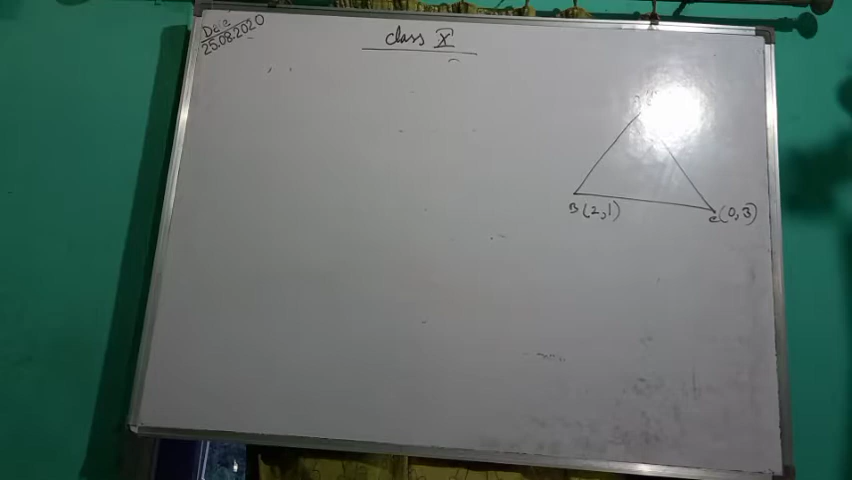 Date
25.08.2020
class X
B(2,1)
C(0,3)